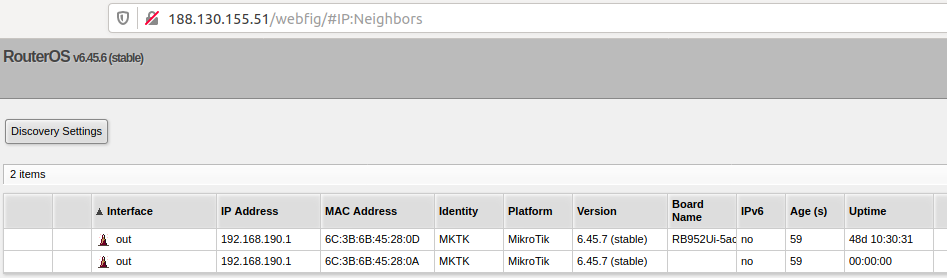 188.130.155.51/webfig/#IP:Neighbors
RouterOS v6.45.6 (stable)
Discovery Settings
2 items
Interface IP Address MAC Address Identity Platform Version Board Name IPv6 Age (s) Uptime
out 192.168.190.1 6C:3B:6B:45:28:0D MKTK MikroTik 6.45.7 (stable) RB952Ui-5ac no 59 48d 10:30:31
out 192.168.190.1 6C:3B:6B:45:28:0A MKTK MikroTik 6.45.7 (stable) no 59 00:00:00